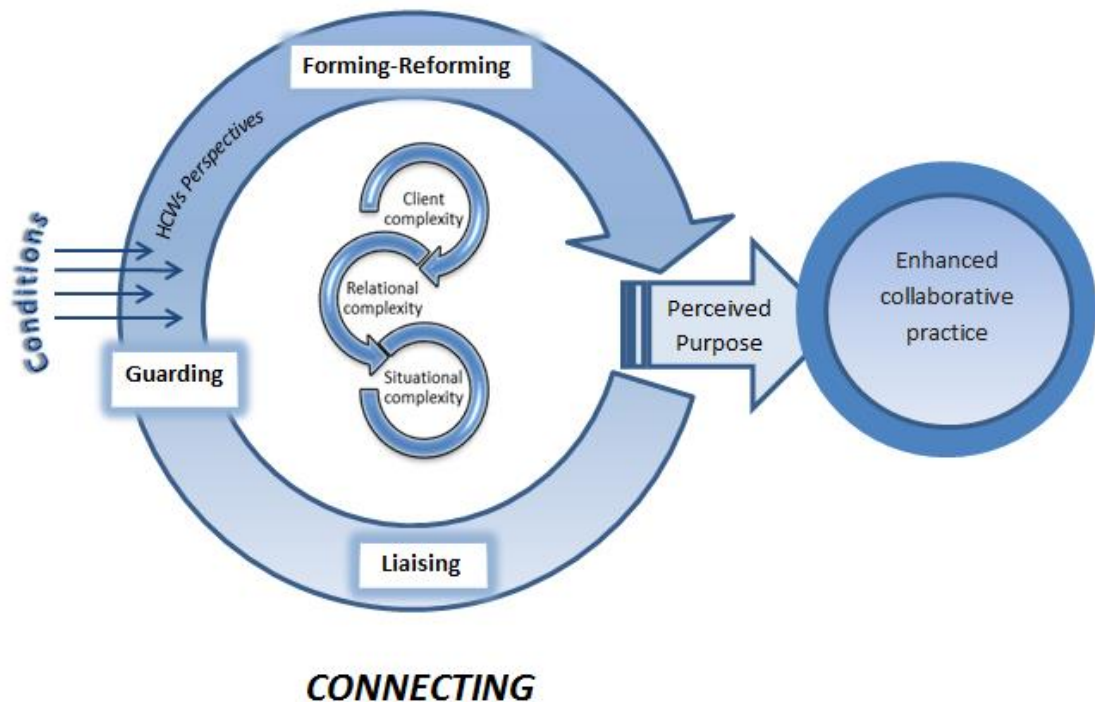 Forming-Reforming
HCWs Perspectives
Conditions
Guarding
Client
complexity
Relational
complexity
Situational
complexity
Liaising
Perceived
Purpose
Enhanced
collaborative
practice
CONNECTING